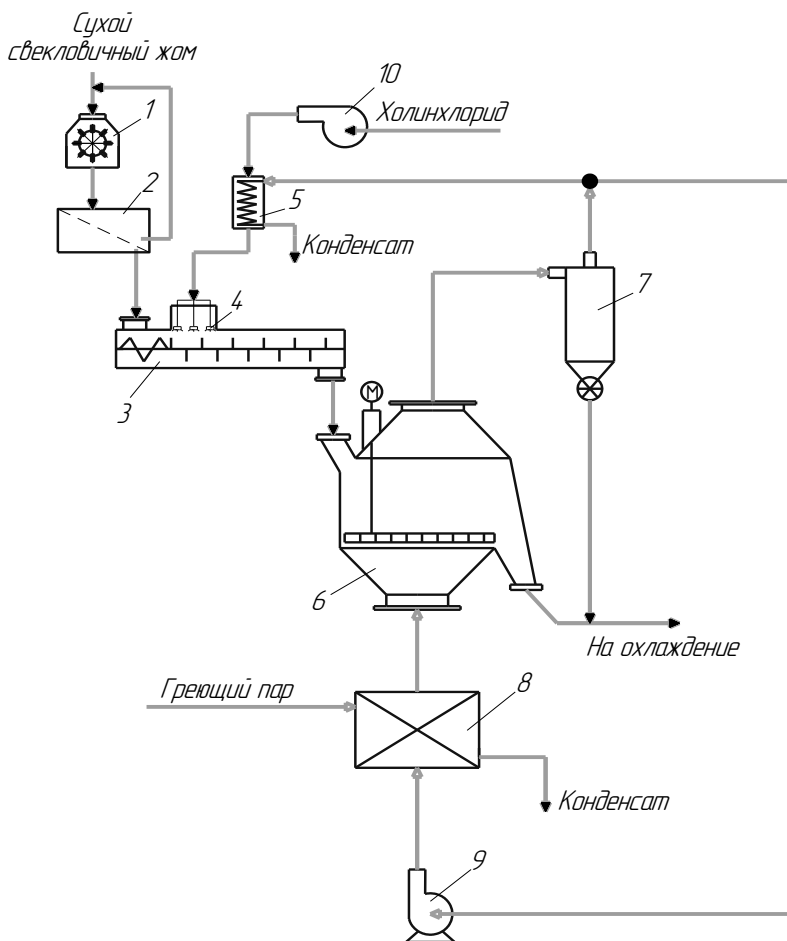 Сухой
свекловичный жом
1
10
Холинхлорид
2
5
Конденсат
4
7
3
М
6
На охлаждение
Греющий пар
8
Конденсат
9